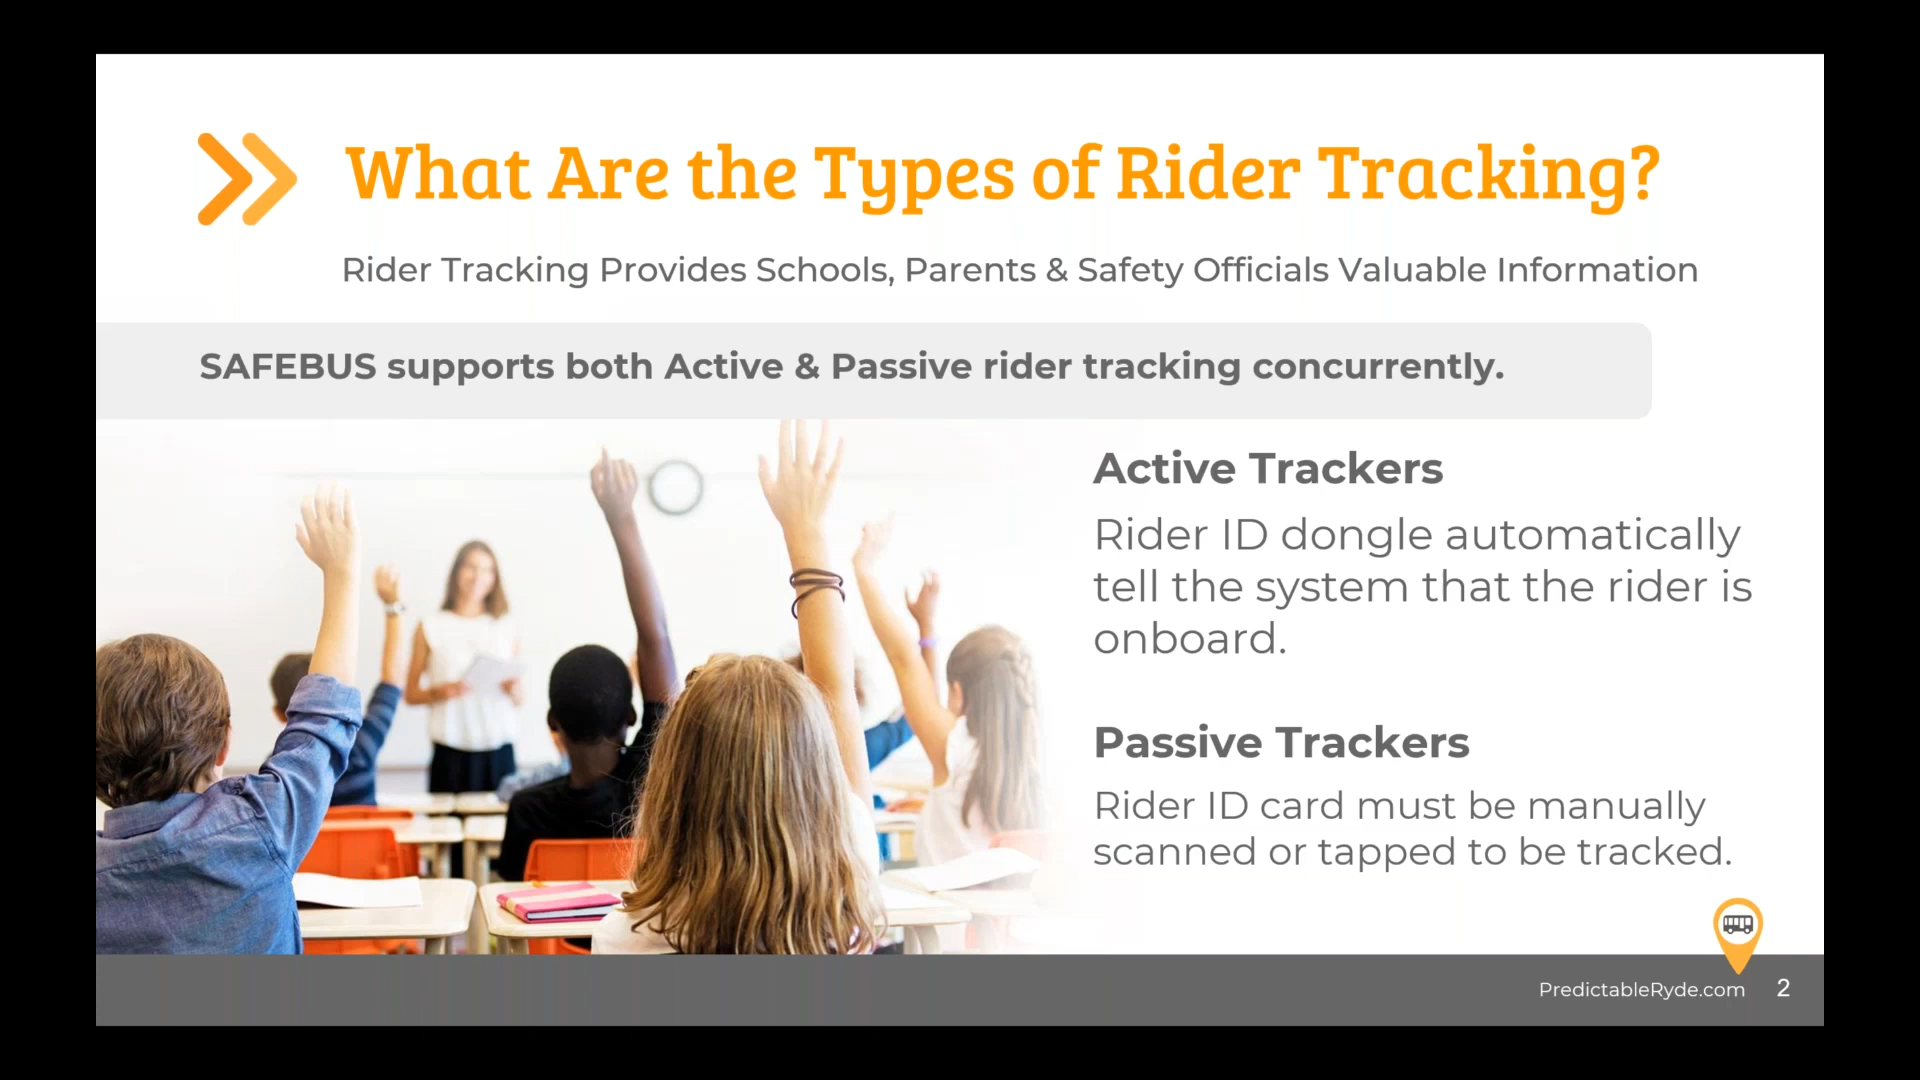 What Are the Types of Rider Tracking?
Rider Tracking Provides Schools, Parents & Safety Officials Valuable Information
SAFEBUS supports both Active & Passive rider tracking concurrently.
Active Trackers
Rider ID dongle automatically
tell the system that the rider is
onboard.
Passive Trackers
Rider ID card must be manually
scanned or tapped to be tracked.
PredictableRyde.com 2